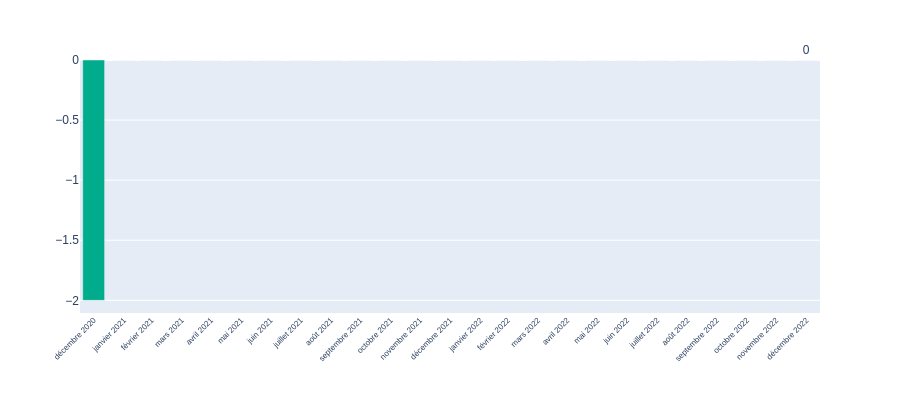 0
0
−0.5
−1
−1.5
−2
décembre 2020
janvier 2021
février 2021
mars 2021
avril 2021
mai 2021
juin 2021
juillet 2021
août 2021
septembre 2021
octobre 2021
novembre 2021
décembre 2021
janvier 2022
février 2022
mars 2022
avril 2022
mai 2022
juin 2022
juillet 2022
août 2022
septembre 2022
octobre 2022
novembre 2022
décembre 2022